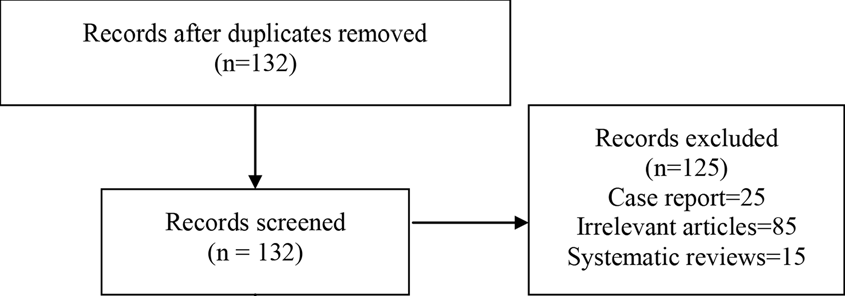 Records after duplicates removed
(n=132)
Records screened
(n = 132)
Records excluded
(n=125)
Case report=25
Irrelevant articles=85
Systematic reviews=15